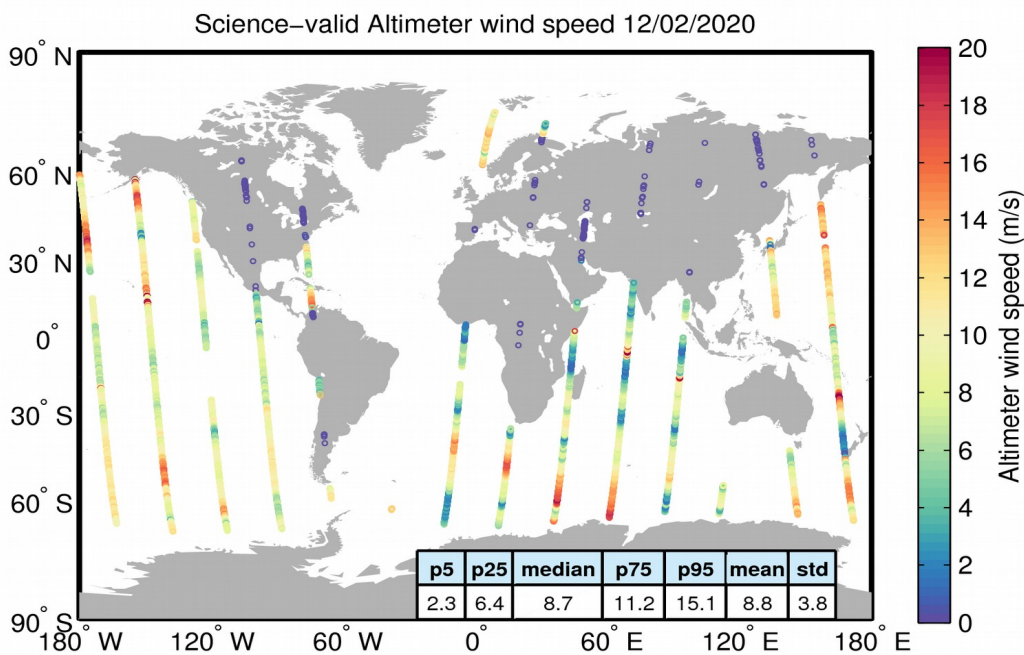 Science−valid Altimeter wind speed 12/02/2020
90° N
60° N
30° N
0°
30° S
60° S
90° S
180° W
120° W
60° W
0°
60° E
120° E
180° E
p5 p25 median p75 p95 mean std
2.3 6.4 8.7 11.2 15.1 8.8 3.8
20
18
16
14
12
10
8
6
4
2
0
Altimeter wind speed (m/s)